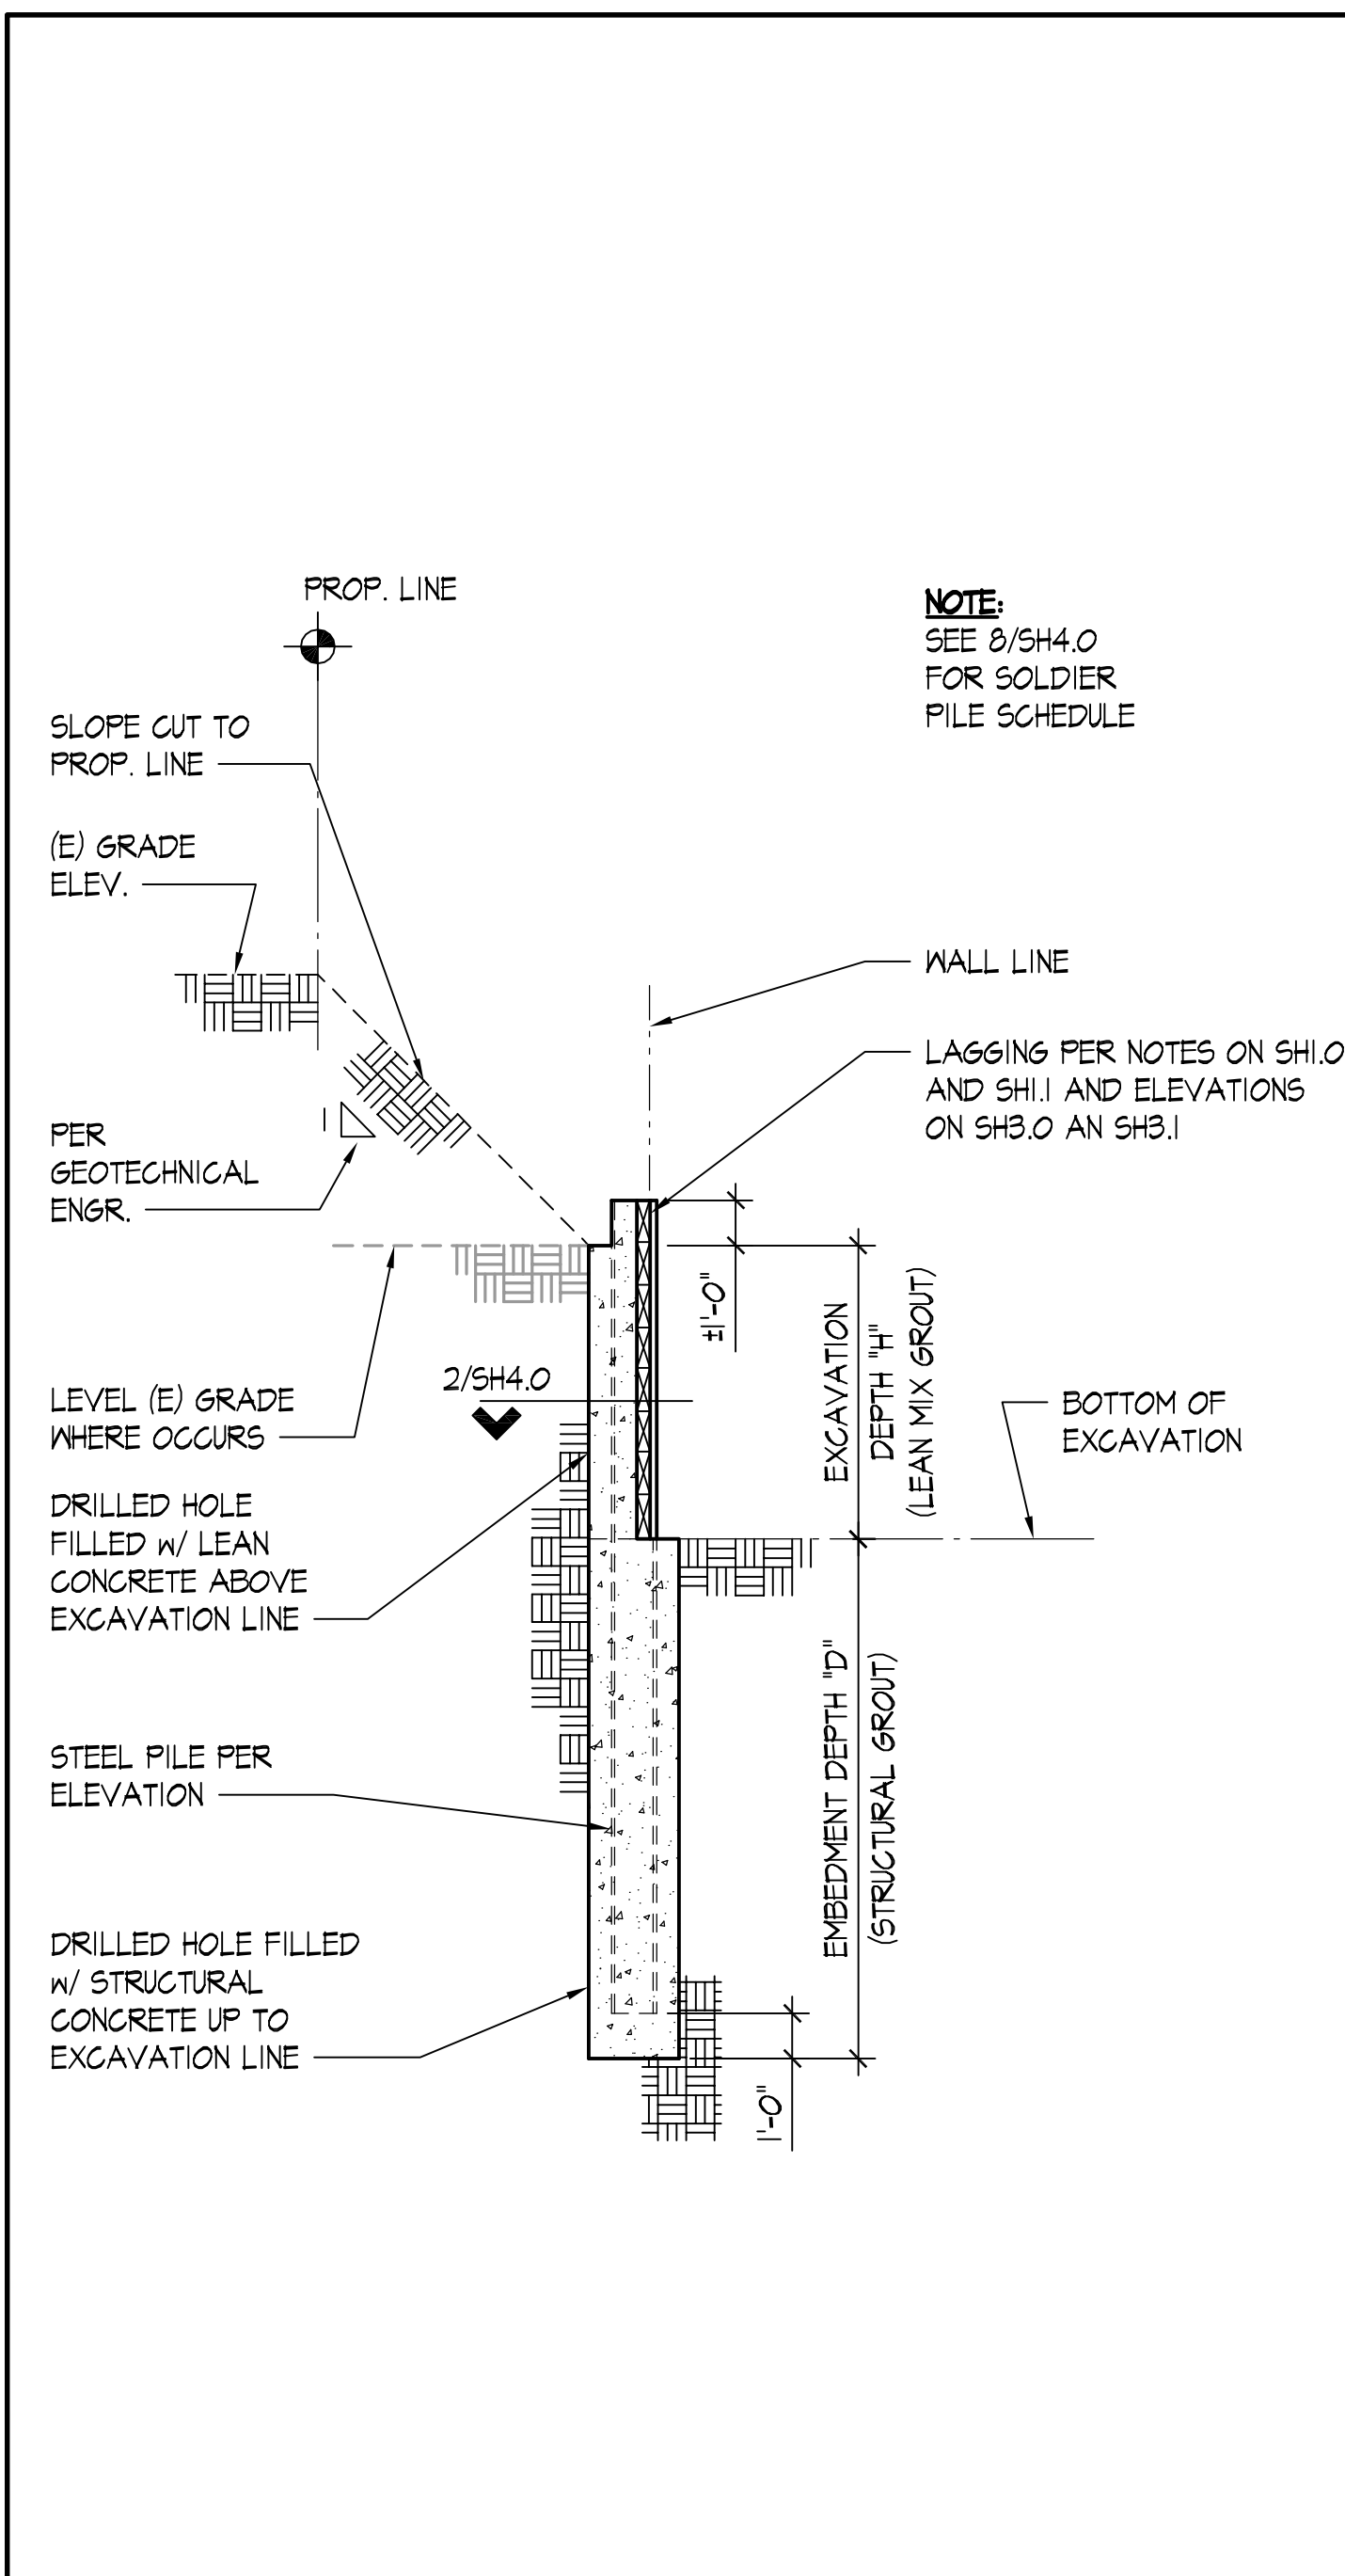 PROP. LINE
NOTE:
SEE 8/SH4.0
FOR SOLDIER
PILE SCHEDULE
SLOPE CUT TO
PROP. LINE
(E) GRADE
ELEV.
WALL LINE
LAGGING PER NOTES ON SH1.0
AND SH1.1 AND ELEVATIONS
ON SH3.0 AN SH3.1
PER
GEOTECHNICAL
ENGR.
1
±1'-0"
EXCAVATION
DEPTH "H"
(LEAN MIX GROUT)
2/SH4.0
LEVEL (E) GRADE
WHERE OCCURS
BOTTOM OF
EXCAVATION
DRILLED HOLE
FILLED w/ LEAN
CONCRETE ABOVE
EXCAVATION LINE
EMBEDMENT DEPTH "D"
(STRUCTURAL GROUT)
STEEL PILE PER
ELEVATION
DRILLED HOLE FILLED
w/ STRUCTURAL
CONCRETE UP TO
EXCAVATION LINE
1'-0"